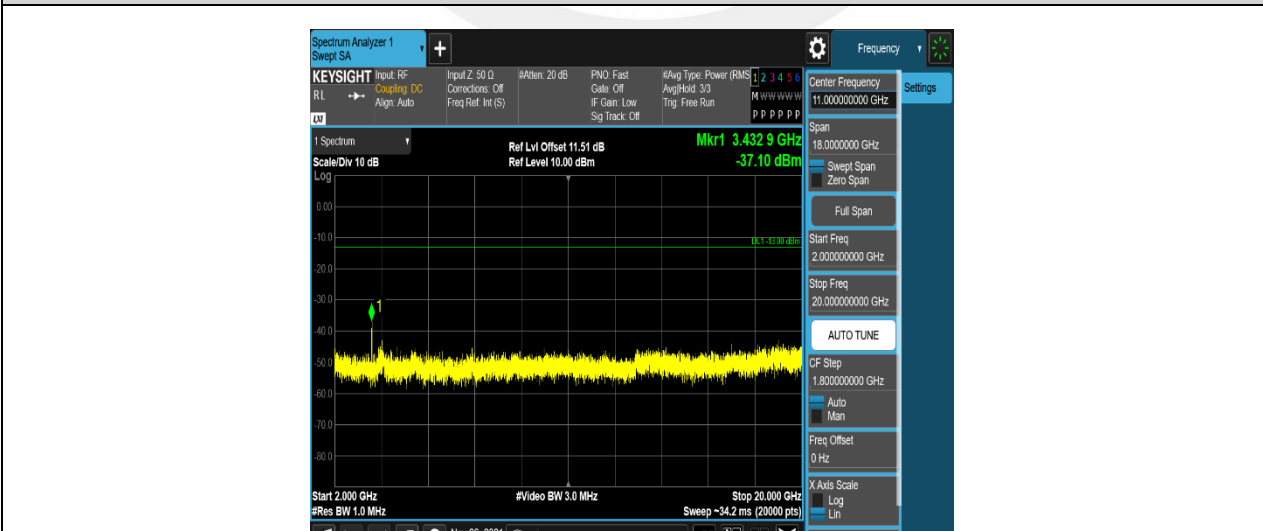 Spectrum Analyzer 1
Swept SA
+
Frequency
KEYSIGHT
RL
LXI
Input: RF
Coupling: DC
Align: Auto
Input Z: 50 Ω
Corrections: Off
Freq Ref: Int (S)
#Atten: 20 dB
PNO: Fast
Gate: Off
IF Gain: Low
Sig Track: Off
#Avg Type: Power (RMS
Avg|Hold: 3/3
Trig: Free Run
1 2 3 4 5 6
M W W W W W
P P P P P P
1 Spectrum
Scale/Div 10 dB
Log
Ref Lvl Offset 11.51 dB
Ref Level 10.00 dBm
Mkr1 3.432 9 GHz
-37.10 dBm
0.00
-10.0
DL1 -13.00 dBm
-20.0
-30.0
1
-40.0
-50.0
-60.0
-70.0
-80.0
Start 2.000 GHz
#Res BW 1.0 MHz
#Video BW 3.0 MHz
Stop 20.000 GHz
Sweep ~34.2 ms (20000 pts)
Center Frequency
11.000000000 GHz
Settings
Span
18.0000000 GHz
Swept Span
Zero Span
Full Span
Start Freq
2.000000000 GHz
Stop Freq
20.000000000 GHz
AUTO TUNE
CF Step
1.800000000 GHz
Auto
Man
Freq Offset
0 Hz
X Axis Scale
Log
Lin